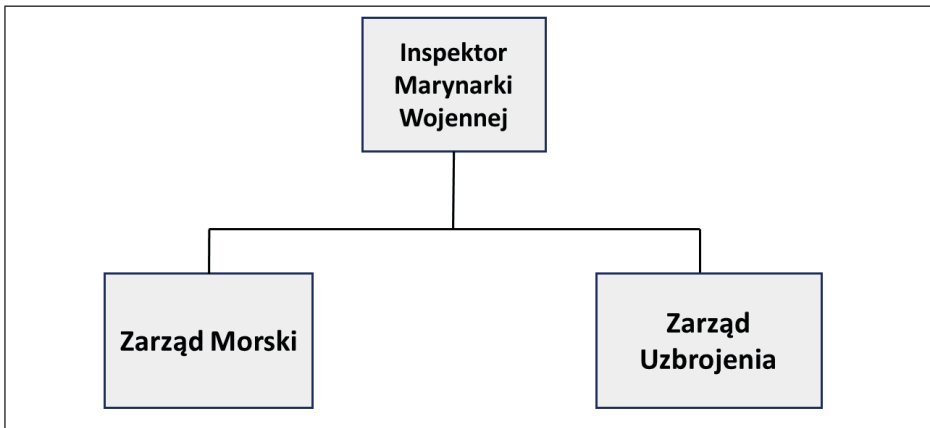 Inspektor
Marynarki
Wojennej
Zarząd Morski
Zarząd
Uzbrojenia